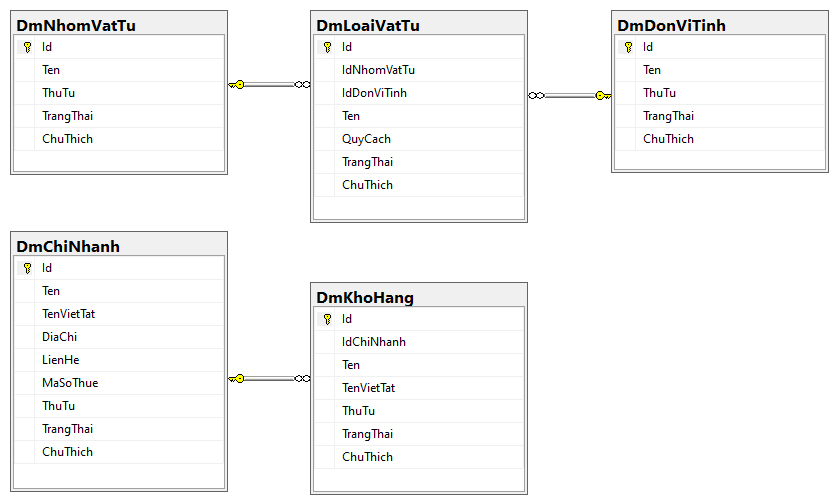 DmNhomVatTu
Id
Ten
ThuTu
TrangThai
ChuThich
DmLoaiVatTu
Id
IdNhomVatTu
IdDonViTinh
Ten
QuyCach
TrangThai
ChuThich
DmDonViTinh
Id
Ten
ThuTu
TrangThai
ChuThich
DmChiNhanh
Id
Ten
TenVietTat
DiaChi
LienHe
MaSoThue
ThuTu
TrangThai
ChuThich
DmKhoHang
Id
IdChiNhanh
Ten
TenVietTat
ThuTu
TrangThai
ChuThich